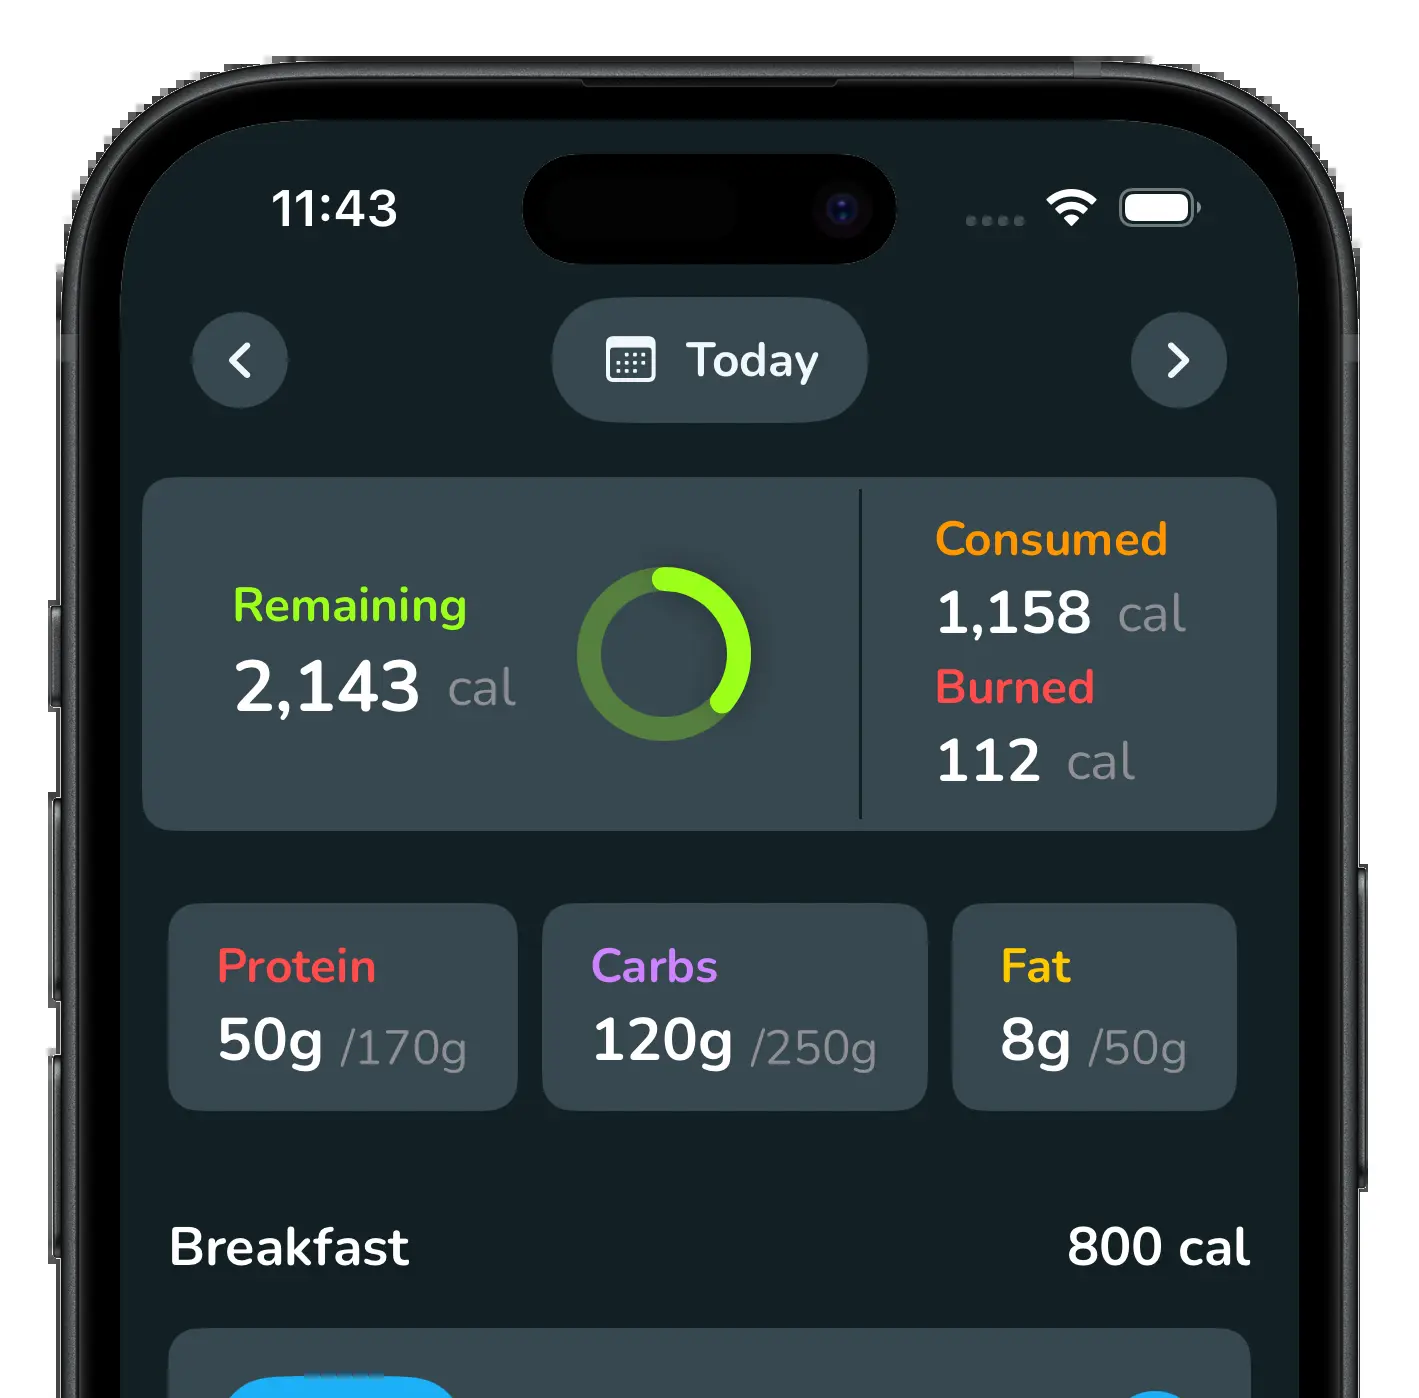 11:43
Today
Remaining
2,143 cal
Consumed
1,158 cal
Burned
112 cal
Protein
50g /170g
Carbs
120g /250g
Fat
8g /50g
Breakfast
800 cal